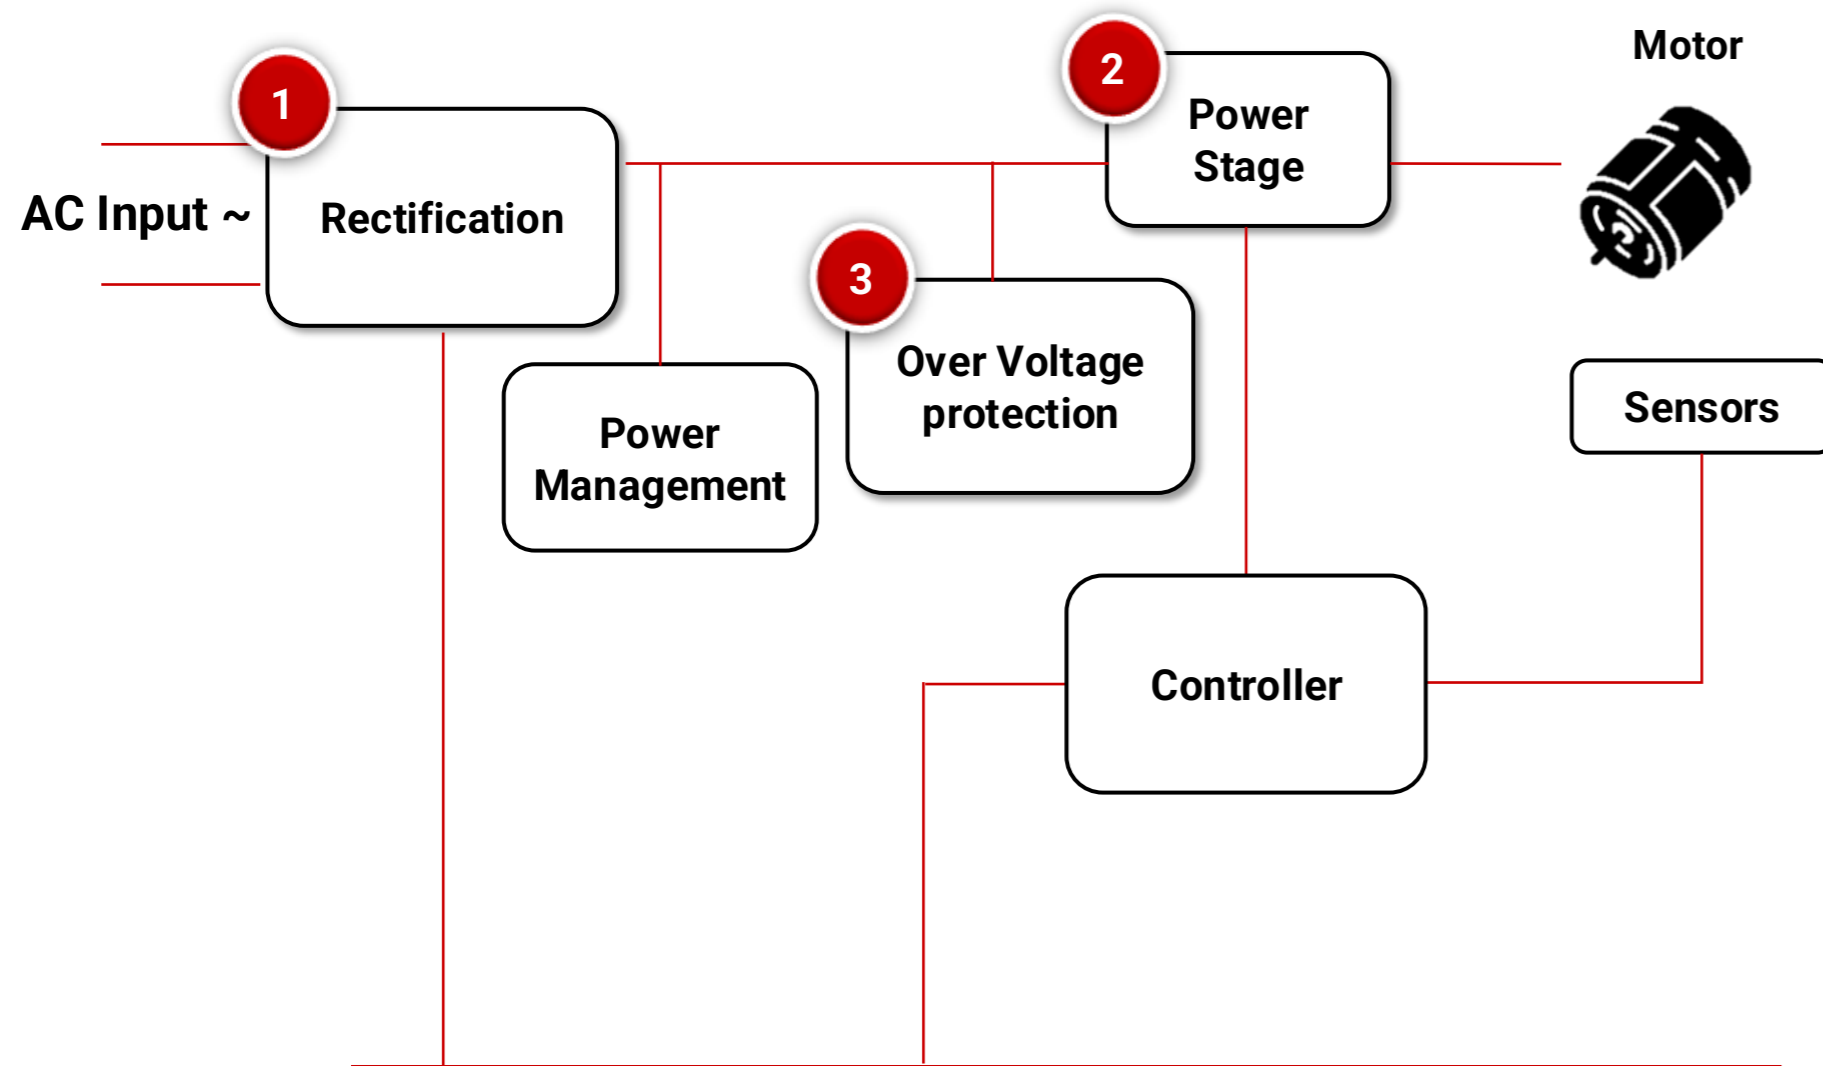 Motor
1
2
Power
Stage
AC Input ~
Rectification
3
Over Voltage
protection
Power
Management
Sensors
Controller